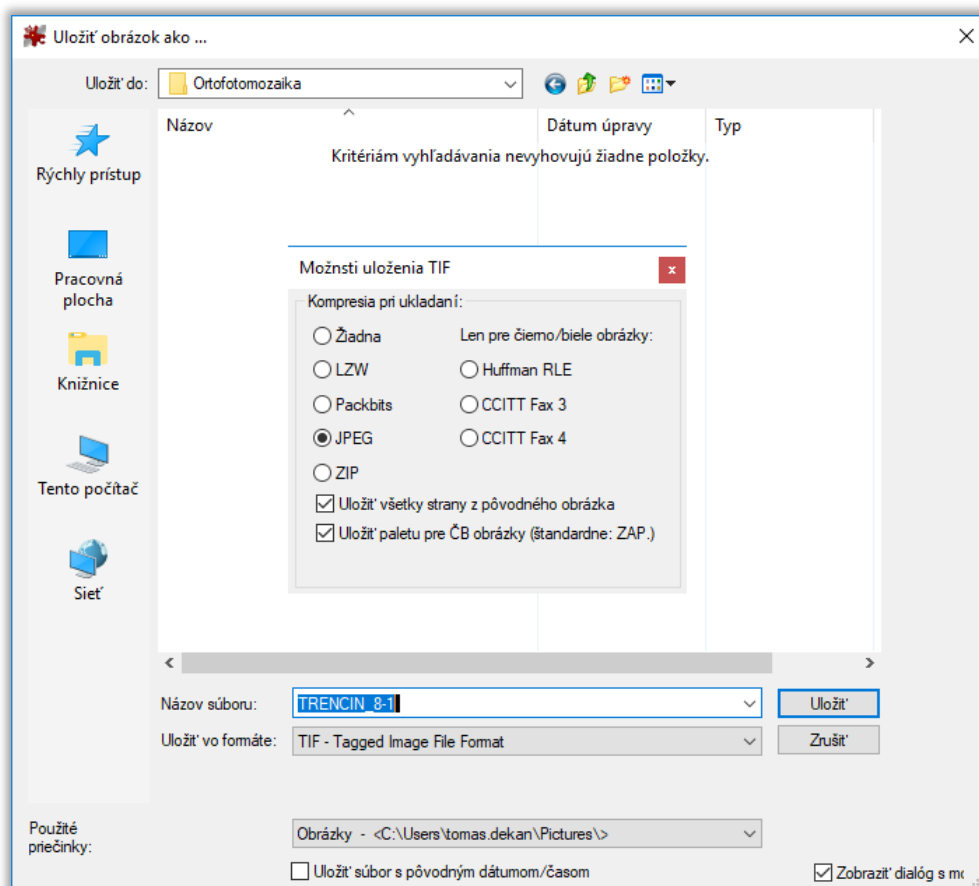 Uložiť obrázok ako ...
Uložiť do: Ortofotomozaika
Názov Dátum úpravy Typ
Kritériám vyhľadávania nevyhovujú žiadne položky.
Rýchly prístup
Pracovná
plocha
Knižnice
Tento počítač
Sieť
Možnsti uloženia TIF
Kompresia pri ukladaní:
Žiadna Len pre čierno/biele obrázky:
LZW Huffman RLE
Packbits CCITT Fax 3
JPEG CCITT Fax 4
ZIP
Uložiť všetky strany z pôvodného obrázka
Uložiť paletu pre ČB obrázky (štandardne: ZAP.)
Názov súboru: TRENCIN_8-1 Uložiť
Uložiť vo formáte: TIF - Tagged Image File Format Zrušiť
Použité
priečinky:
Obrázky - <C:\Users\tomas.dekan\Pictures\>
Uložiť súbor s pôvodným dátumom/časom Zobraziť dialóg s